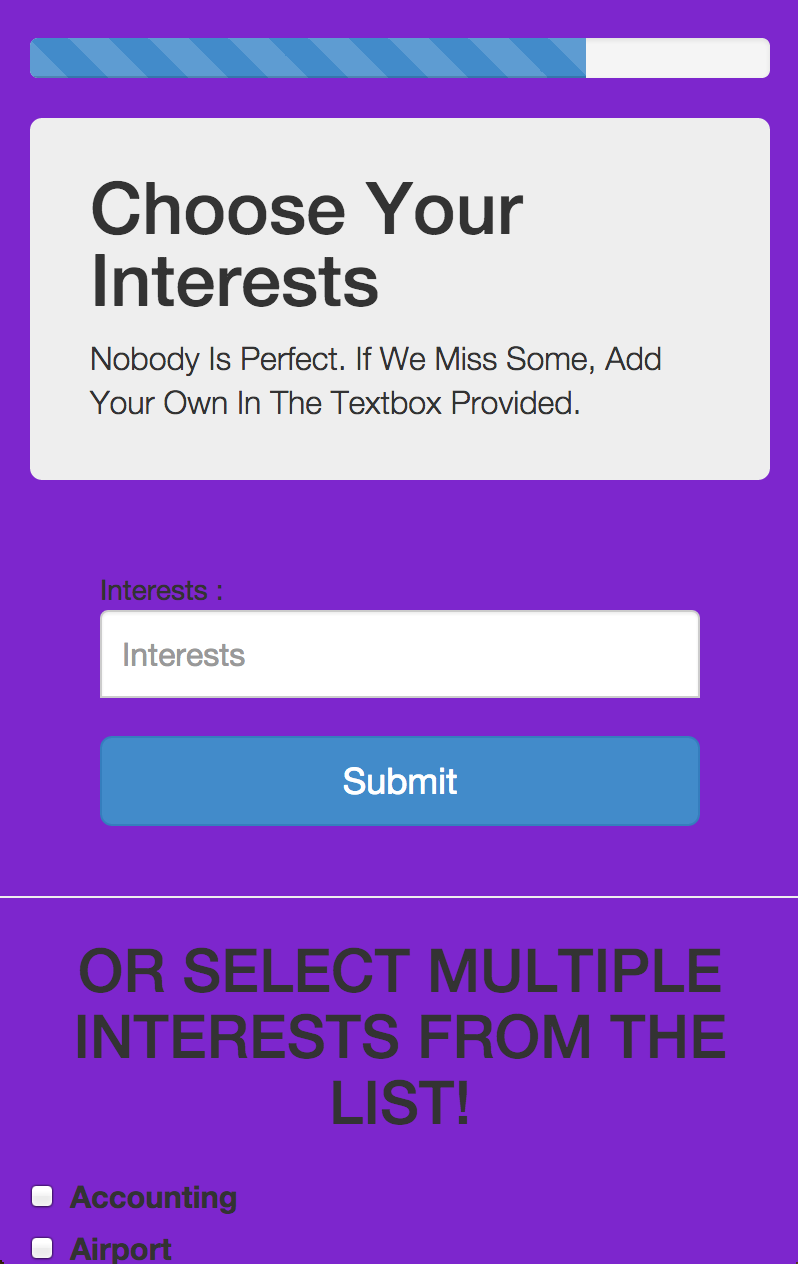 Choose Your
Interests
Nobody Is Perfect. If We Miss Some, Add
Your Own In The Textbox Provided.
Interests :
Interests
Submit
OR SELECT MULTIPLE
INTERESTS FROM THE
LIST!
Accounting
Airport